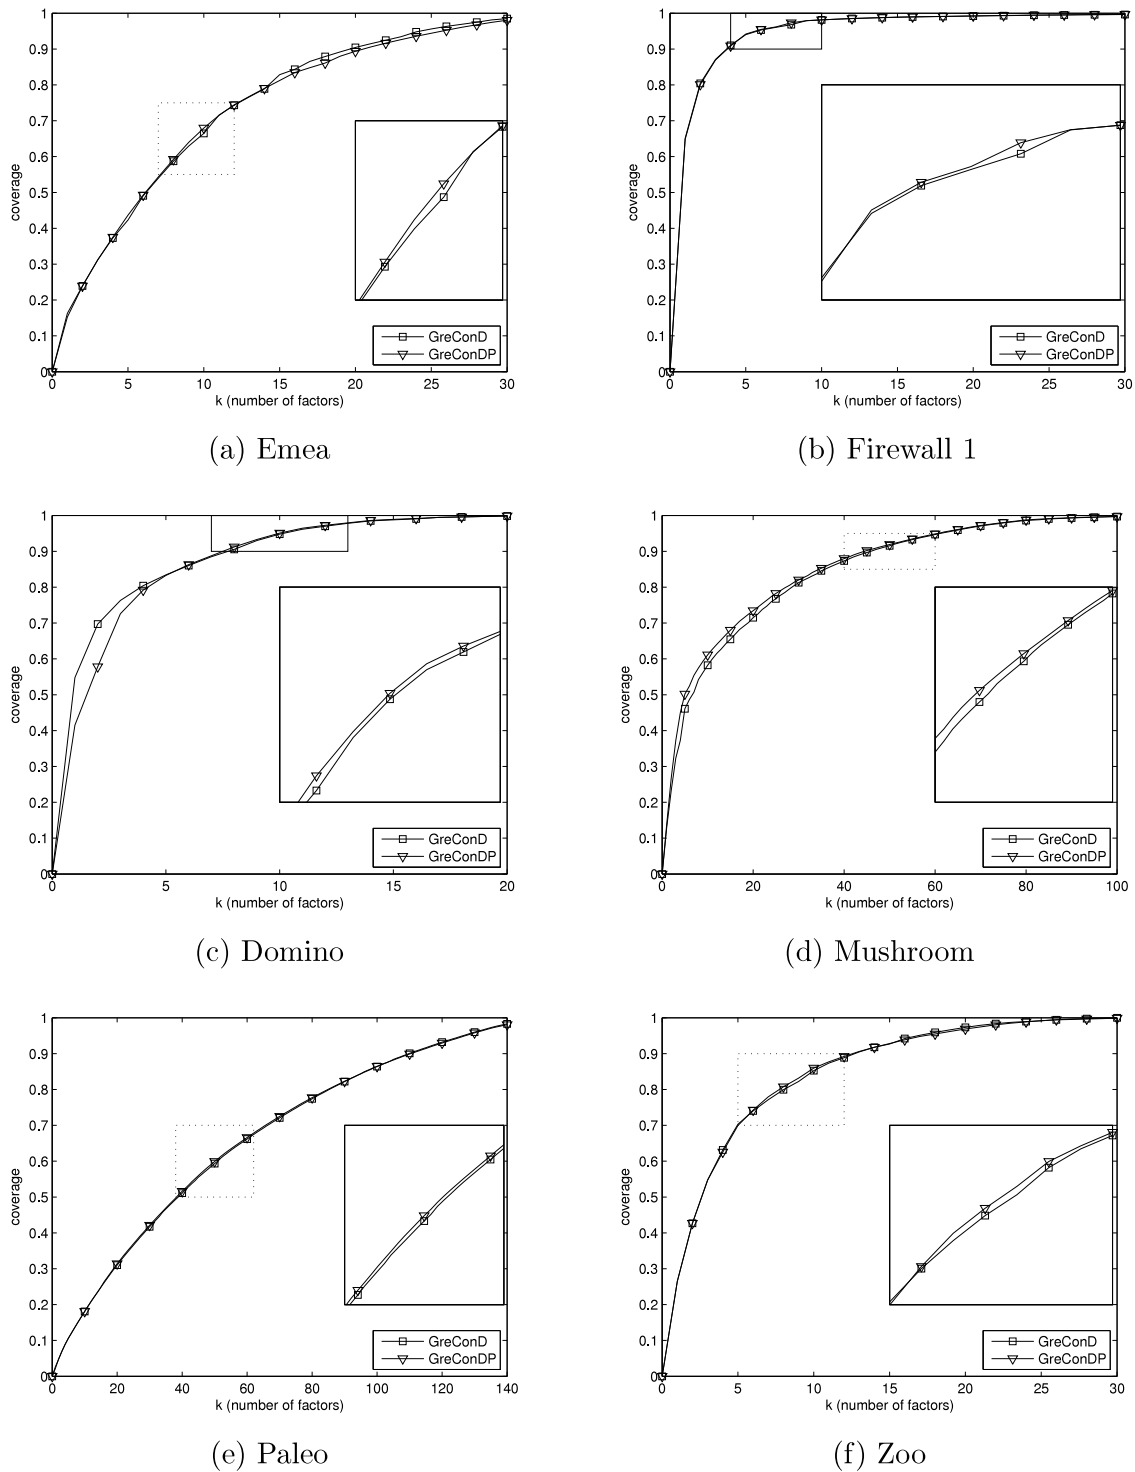 1
0.9
0.8
0.7
0.6
0.5
0.4
0.3
0.2
0.1
0
coverage
GreConD
GreConDP
0 5 10 15 20 25 30
k (number of factors)
(a) Emea
1
0.9
0.8
0.7
0.6
0.5
0.4
0.3
0.2
0.1
0
coverage
GreConD
GreConDP
0 5 10 15 20 25 30
k (number of factors)
(b) Firewall 1
1
0.9
0.8
0.7
0.6
0.5
0.4
0.3
0.2
0.1
0
coverage
GreConD
GreConDP
0 5 10 15 20
k (number of factors)
(c) Domino
1
0.9
0.8
0.7
0.6
0.5
0.4
0.3
0.2
0.1
0
coverage
GreConD
GreConDP
0 20 40 60 80 100
k (number of factors)
(d) Mushroom
1
0.9
0.8
0.7
0.6
0.5
0.4
0.3
0.2
0.1
0
coverage
GreConD
GreConDP
0 20 40 60 80 100 120 140
k (number of factors)
(e) Paleo
1
0.9
0.8
0.7
0.6
0.5
0.4
0.3
0.2
0.1
0
coverage
GreConD
GreConDP
0 5 10 15 20 25 30
k (number of factors)
(f) Zoo